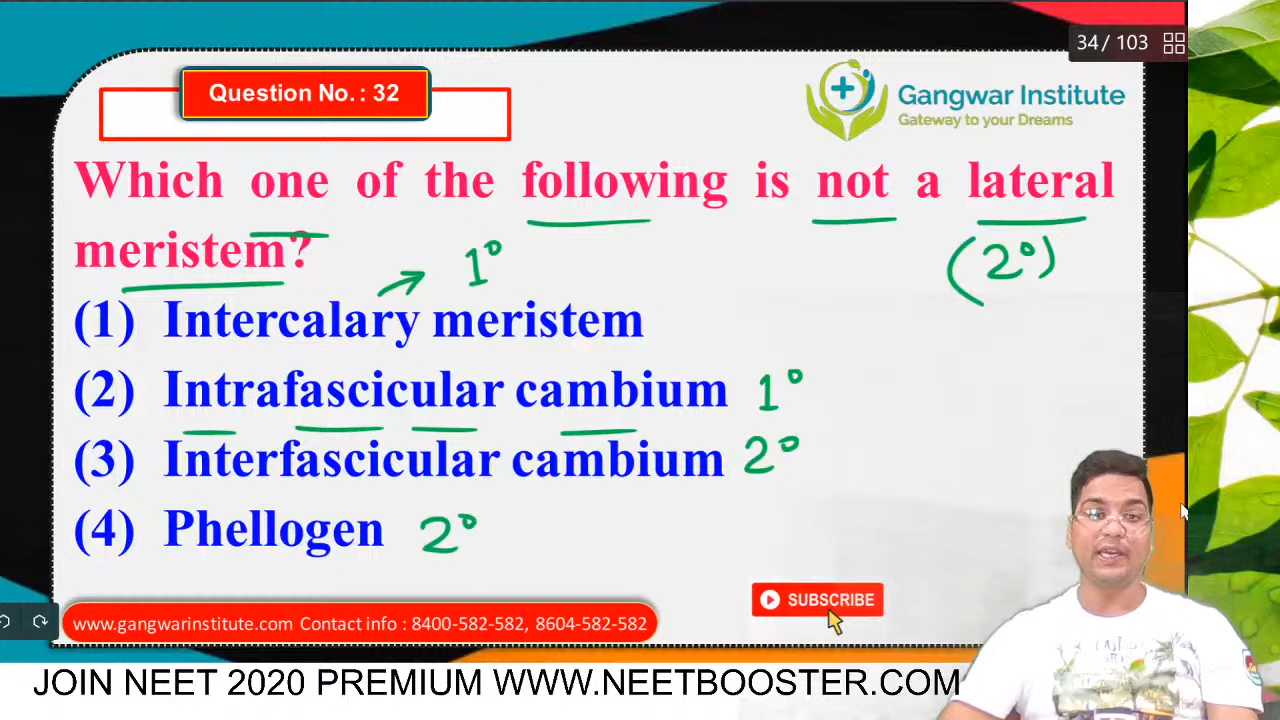 34 / 103
Question No. : 32
Gangwar Institute
Gateway to your Dreams
Which one of the following is not a lateral
meristem?
1°
(2°)
(1) Intercalary meristem
(2) Intrafascicular cambium 1°
(3) Interfascicular cambium 2°
(4) Phellogen 2°
SUBSCRIBE
www.gangwarinstitute.com Contact info : 8400-582-582, 8604-582-582
JOIN NEET 2020 PREMIUM WWW.NEETBOOSTER.COM